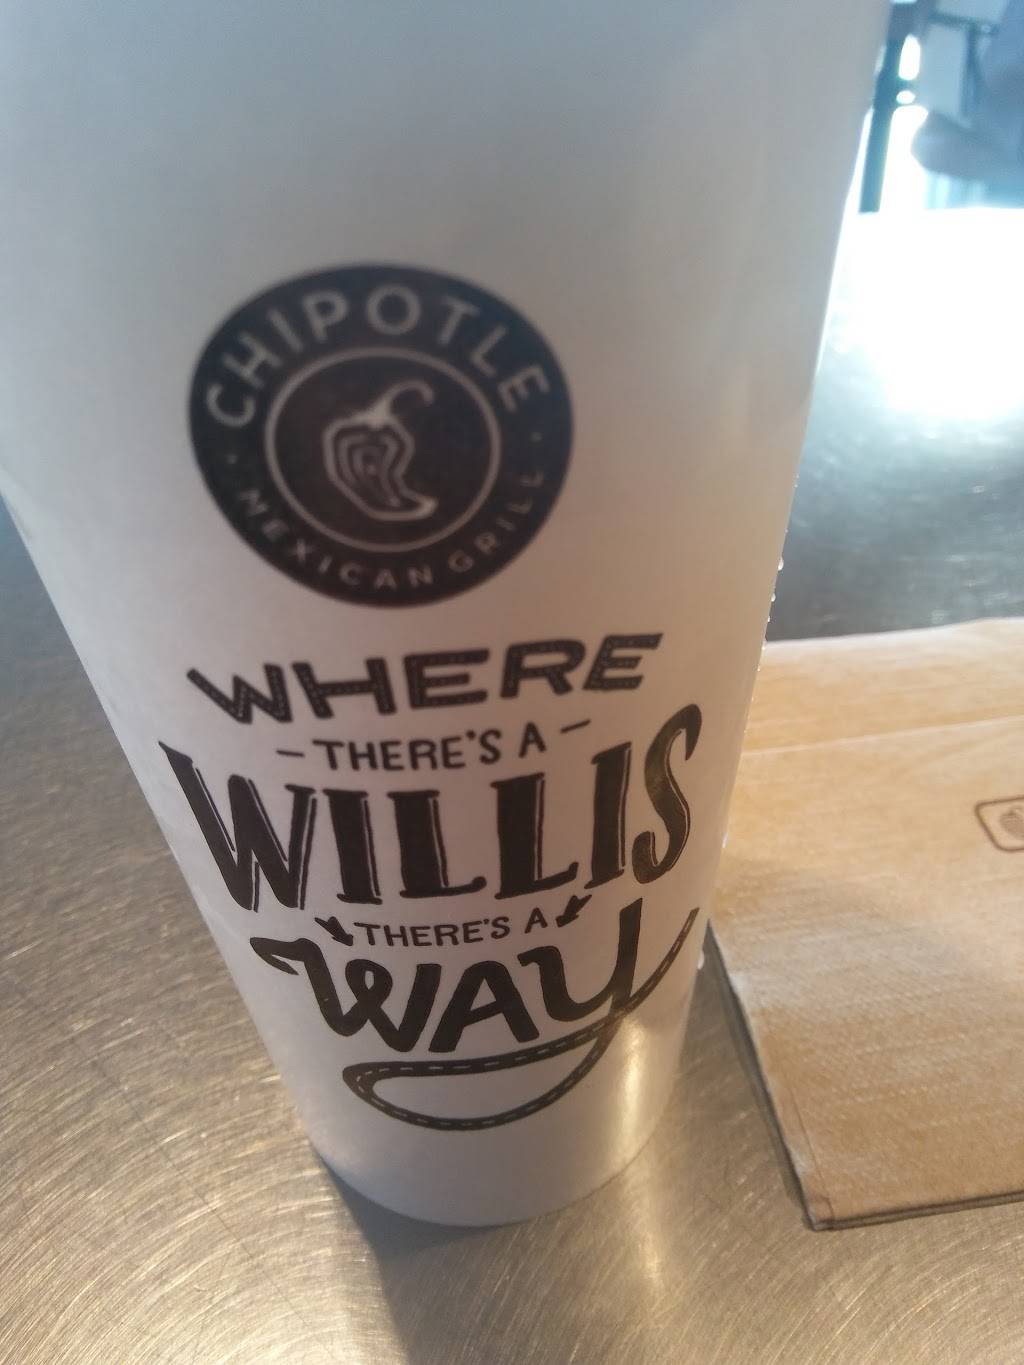 CHIPOTLE
MEXICAN GRILL
WHERE
THERE'S A
WILLIS
THERE'S A
WAY